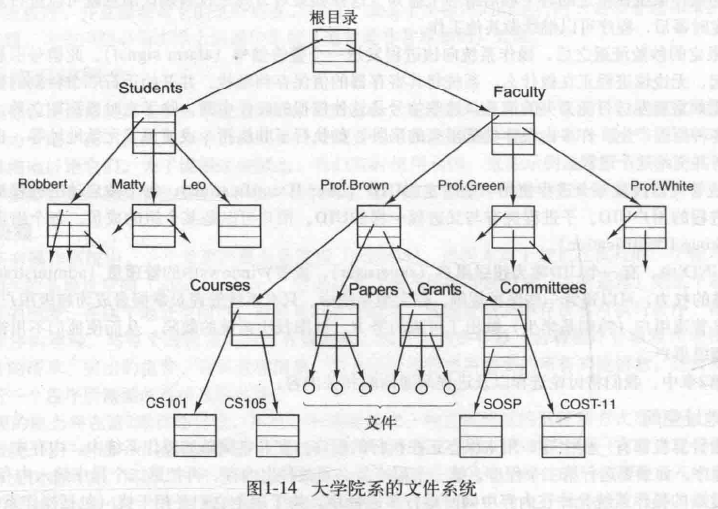 根目录
Students
Faculty
Robbert
Matty
Leo
Prof.Brown
Prof.Green
Prof.White
Courses
Papers
Grants
Committees
CS101
CS105
SOSP
COST-11
文件
图1-14 大学院系的文件系统